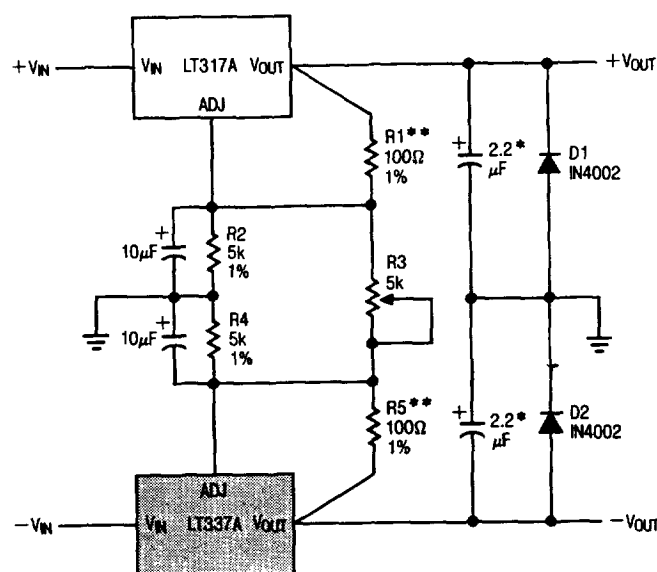 +VIN
VIN LT317A VOUT
ADJ
+VOUT
R1**
100Ω
1%
+
2.2*
µF
D1
IN4002
+
10µF
R2
5k
1%
R3
5k
+
10µF
R4
5k
1%
R5**
100Ω
1%
+
2.2*
µF
D2
IN4002
ADJ
-VIN
VIN LT337A VOUT
-VOUT